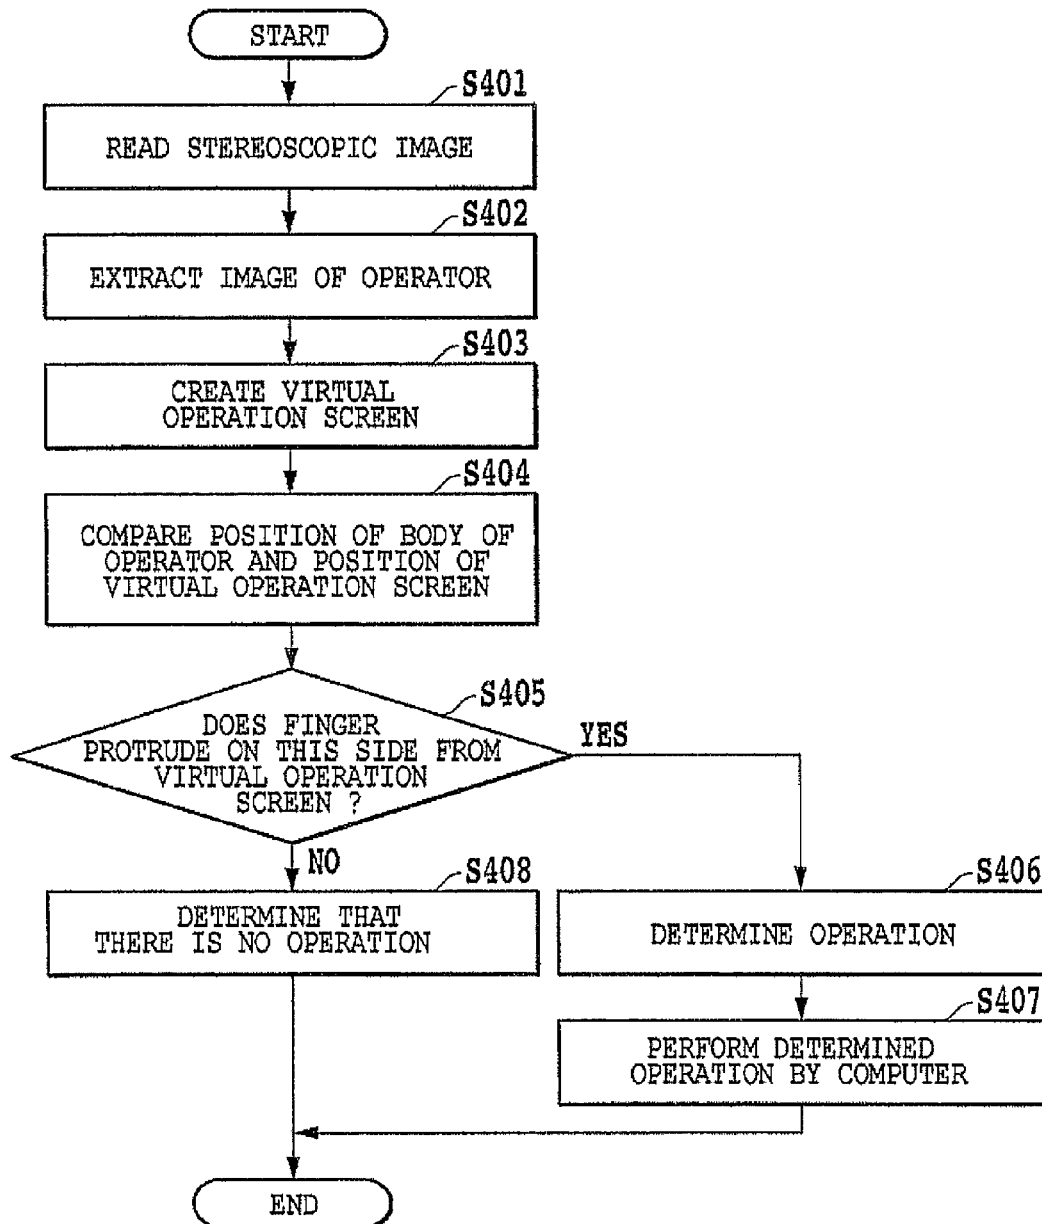 START
S401
READ STEREOSCOPIC IMAGE
S402
EXTRACT IMAGE OF OPERATOR
S403
CREATE VIRTUAL
OPERATION SCREEN
S404
COMPARE POSITION OF BODY OF
OPERATOR AND POSITION OF
VIRTUAL OPERATION SCREEN
S405
DOES FINGER
PROTRUDE ON THIS SIDE FROM
VIRTUAL OPERATION
SCREEN ?
YES
NO
S408
DETERMINE THAT
THERE IS NO OPERATION
S406
DETERMINE OPERATION
S407
PERFORM DETERMINED
OPERATION BY COMPUTER
END